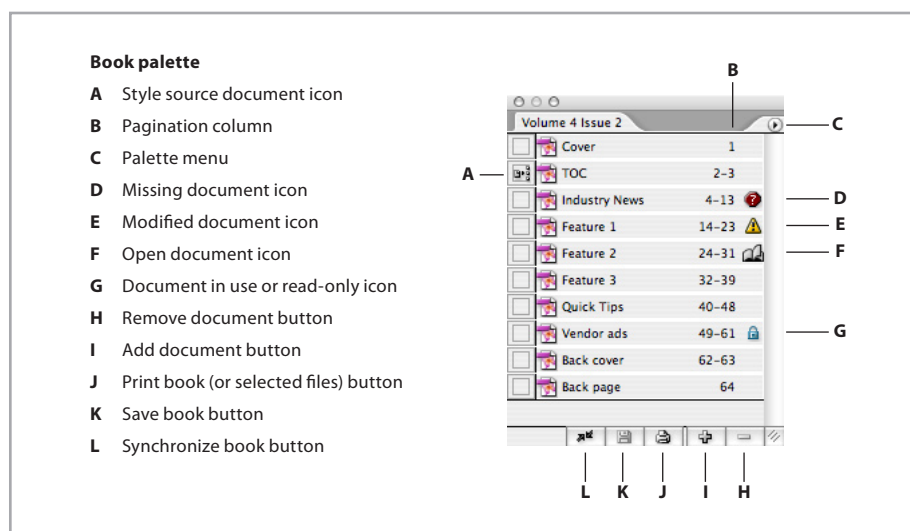 Book palette
A Style source document icon
B Pagination column
C Palette menu
D Missing document icon
E Modified document icon
F Open document icon
G Document in use or read-only icon
H Remove document button
I Add document button
J Print book (or selected files) button
K Save book button
L Synchronize book button
B
Volume 4 Issue 2
C
Cover 1
A
TOC 2–3
Industry News 4–13
D
Feature 1 14–23
E
Feature 2 24–31
F
Feature 3 32–39
Quick Tips 40–48
Vendor ads 49–61
G
Back cover 62–63
Back page 64
L K J I H